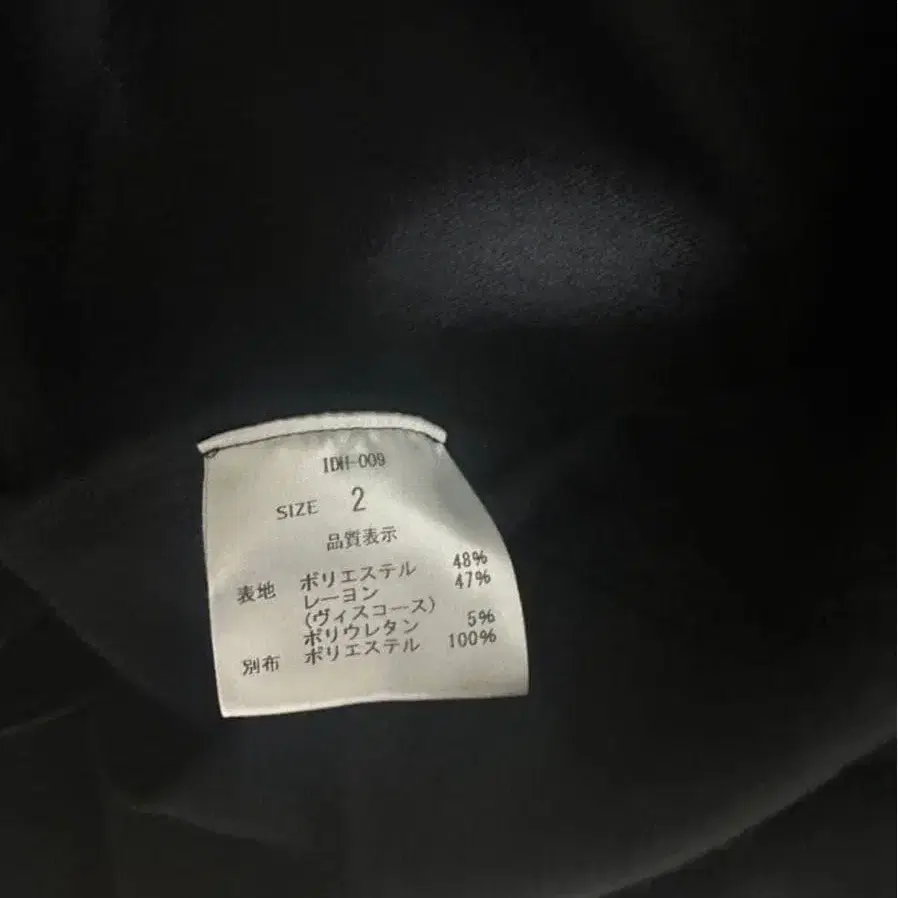 IDH-009
SIZE 2
品質表示
表地 ポリエステル 48%
レーヨン 47%
(ヴィスコース)
ポリウレタン 5%
別布 ポリエステル 100%